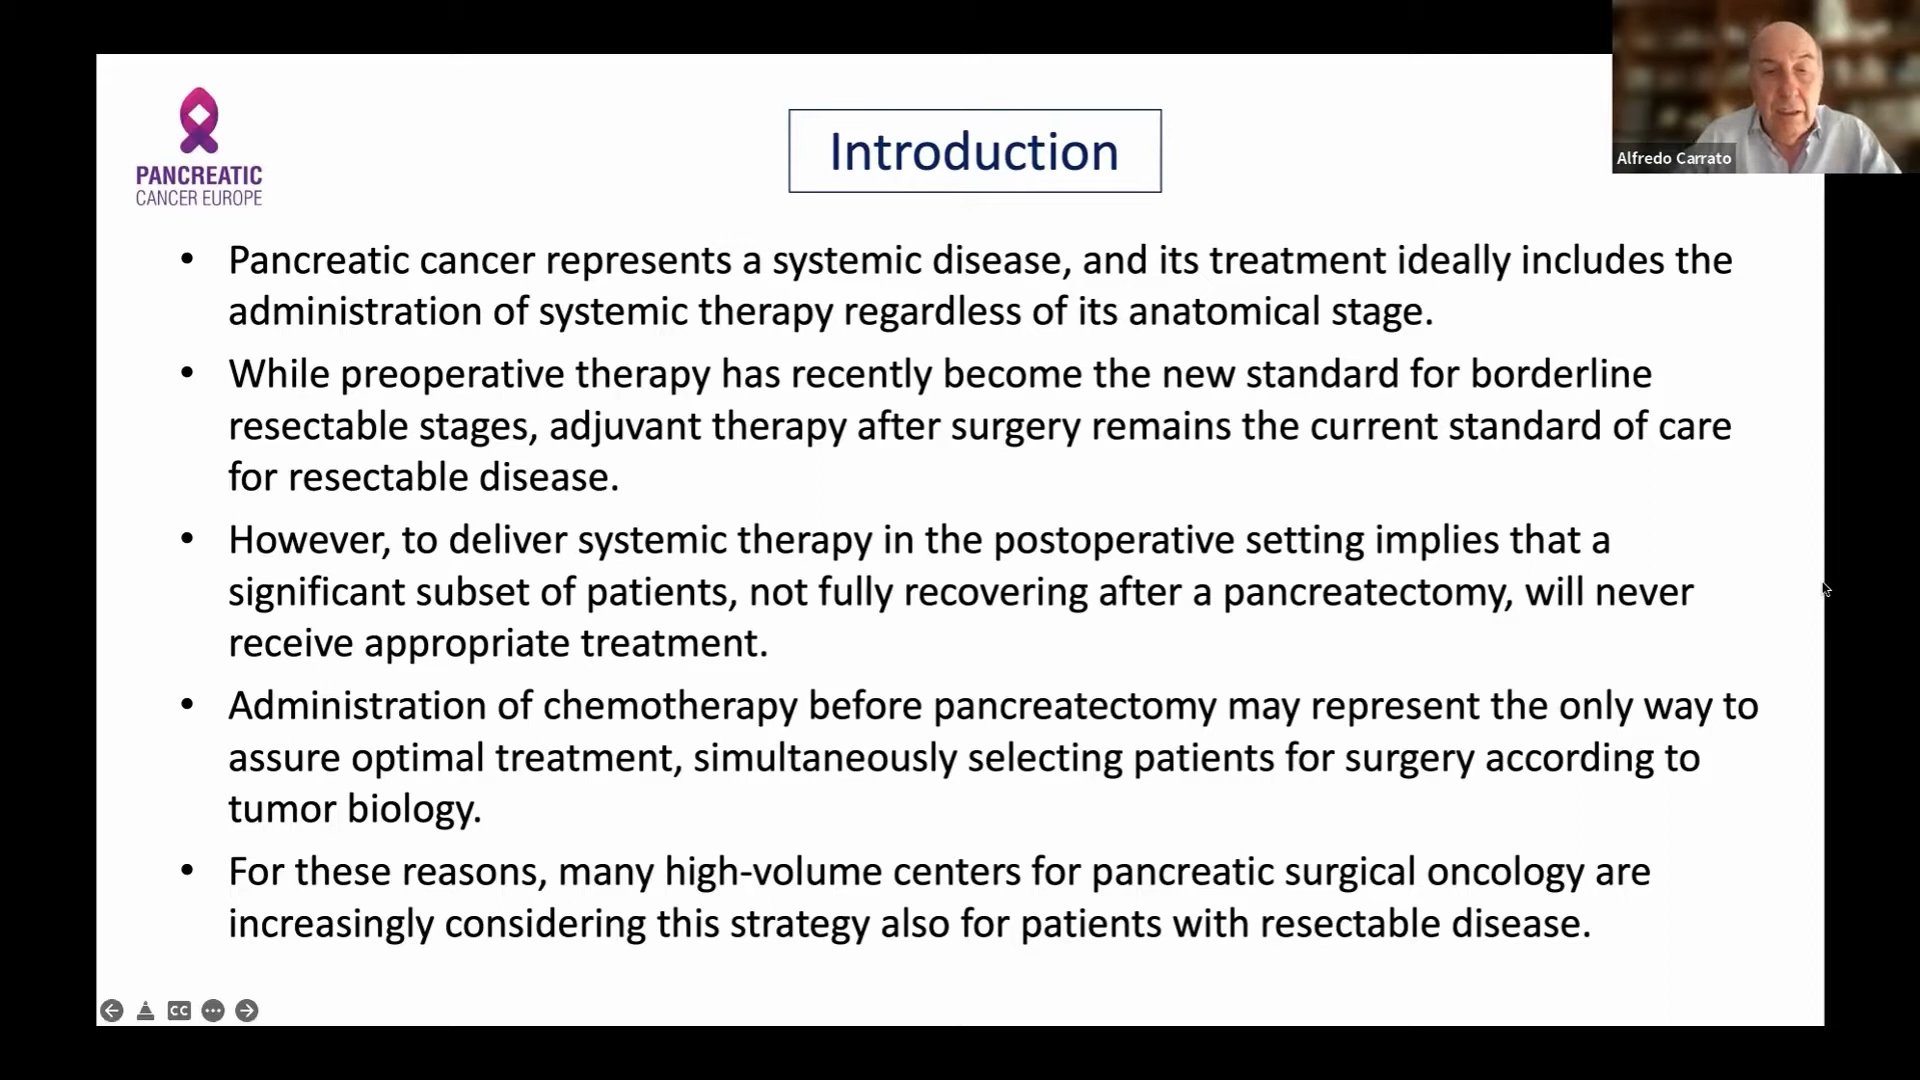 PANCREATIC
CANCER EUROPE
Introduction
Alfredo Carrato
• Pancreatic cancer represents a systemic disease, and its treatment ideally includes the
administration of systemic therapy regardless of its anatomical stage.
• While preoperative therapy has recently become the new standard for borderline
resectable stages, adjuvant therapy after surgery remains the current standard of care
for resectable disease.
• However, to deliver systemic therapy in the postoperative setting implies that a
significant subset of patients, not fully recovering after a pancreatectomy, will never
receive appropriate treatment.
• Administration of chemotherapy before pancreatectomy may represent the only way to
assure optimal treatment, simultaneously selecting patients for surgery according to
tumor biology.
• For these reasons, many high-volume centers for pancreatic surgical oncology are
increasingly considering this strategy also for patients with resectable disease.
CC